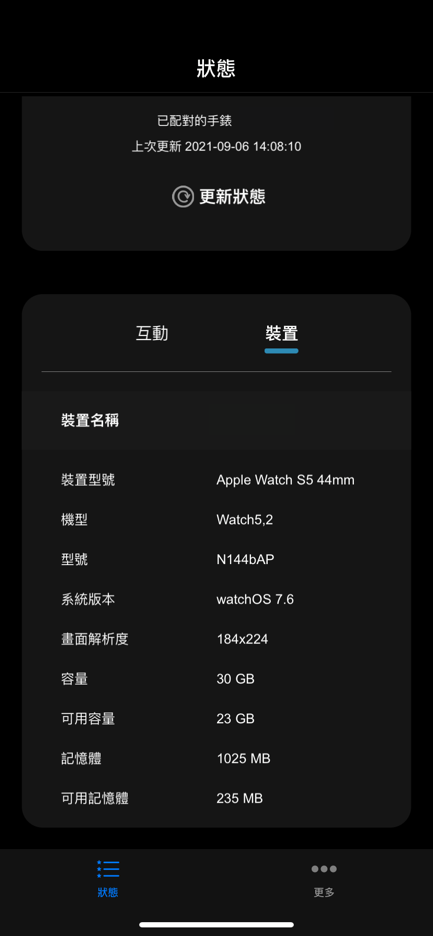 狀態
已配對的手錶
上次更新 2021-09-06 14:08:10
更新狀態
互動 裝置
裝置名稱
裝置型號 Apple Watch S5 44mm
機型 Watch5,2
型號 N144bAP
系統版本 watchOS 7.6
畫面解析度 184x224
容量 30 GB
可用容量 23 GB
記憶體 1025 MB
可用記憶體 235 MB
狀態 更多